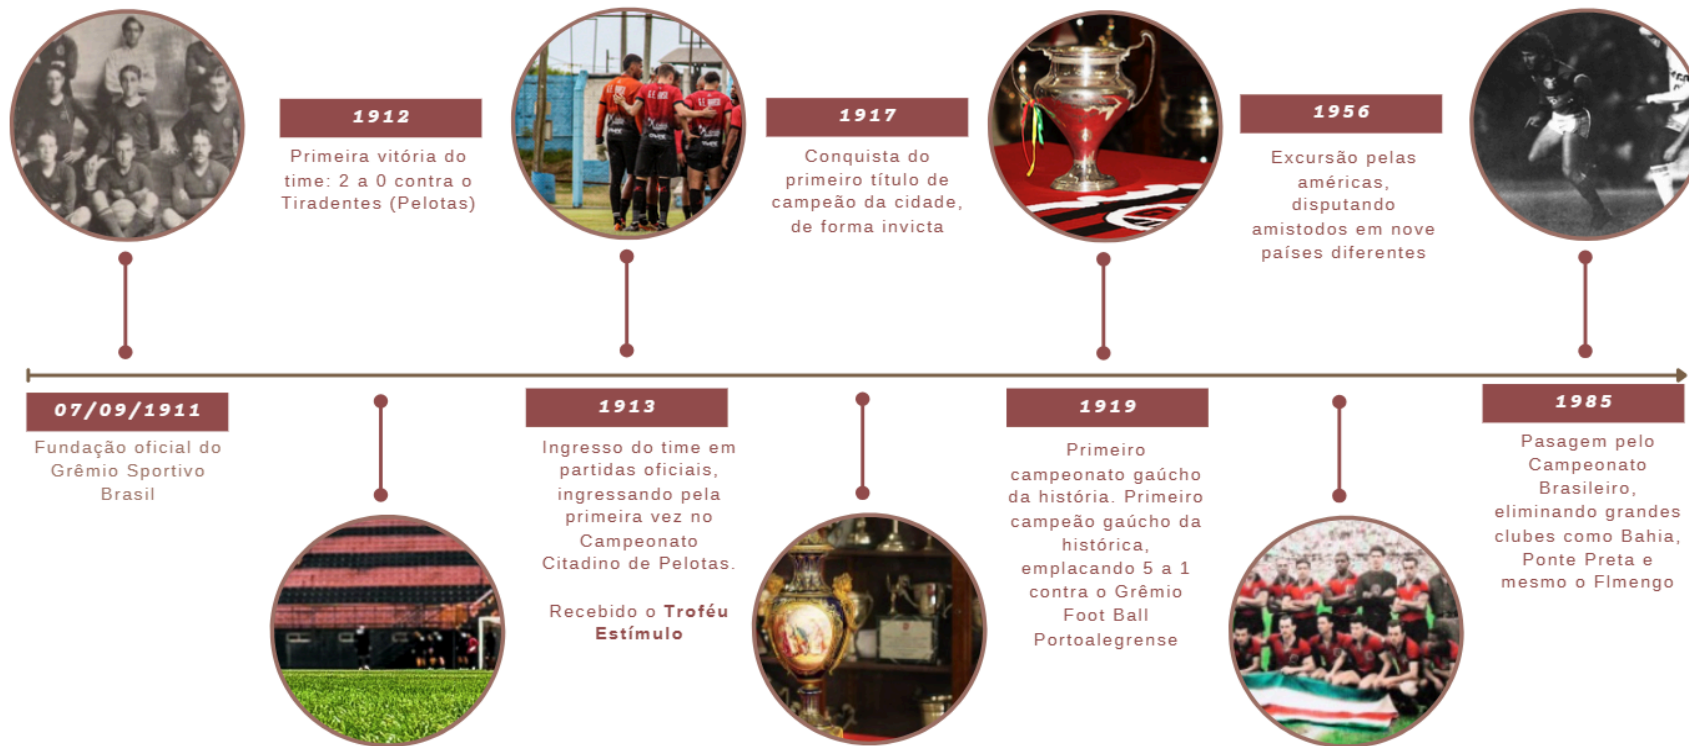 07/09/1911
Fundação oficial do
Grêmio Sportivo
Brasil
1912
Primeira vitória do
time: 2 a 0 contra o
Tiradentes (Pelotas)
1913
Ingresso do time em
partidas oficiais,
ingressando pela
primeira vez no
Campeonato
Citadino de Pelotas.
Recebido o Troféu
Estímulo
1917
Conquista do
primeiro título de
campeão da cidade,
de forma invicta
1919
Primeiro
campeonato gaúcho
da história. Primeiro
campeão gaúcho da
histórica,
emplacando 5 a 1
contra o Grêmio
Foot Ball
Portoalegrense
1956
Excursão pelas
américas,
disputando
amistodos em nove
países diferentes
1985
Pasagem pelo
Campeonato
Brasileiro,
eliminando grandes
clubes como Bahia,
Ponte Preta e
mesmo o Flmengo